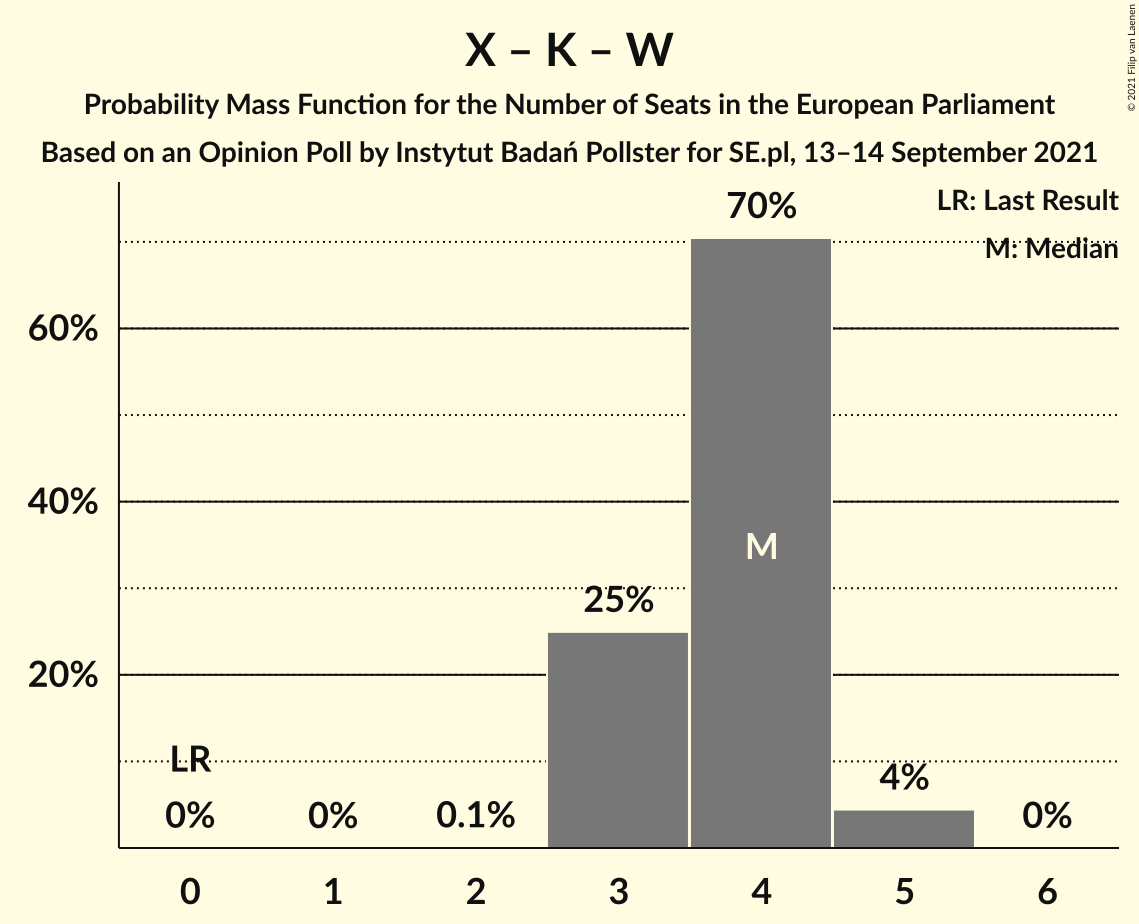 X – K – W
Probability Mass Function for the Number of Seats in the European Parliament
Based on an Opinion Poll by Instytut Badań Pollster for SE.pl, 13–14 September 2021
© 2021 Filip van Laenen
LR: Last Result
M: Median
70%
60%
40%
M
25%
20%
LR
4%
0%
0%
0.1%
0%
0
1
2
3
4
5
6